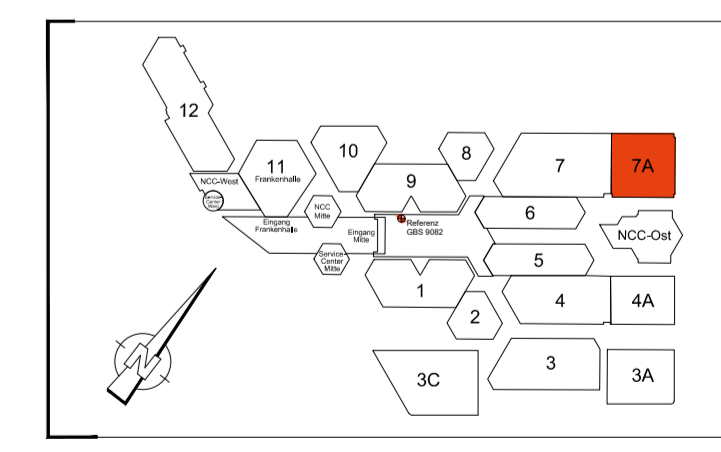 12
11
Frankenhalle
10
9
8
7
7A
NCC-West
Service
Center
West
NCC
Mitte
Eingang
Frankenhalle
Eingang
Mitte
Service
Center
Mitte
Referenz
GBS 9082
6
NCC-Ost
5
1
2
4
4A
3C
3
3A
N